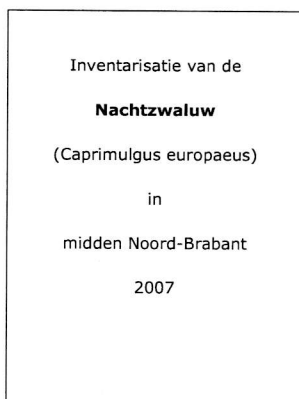 Inventarisatie van de
Nachtzwaluw
(Caprimulgus europaeus)
in
midden Noord-Brabant
2007